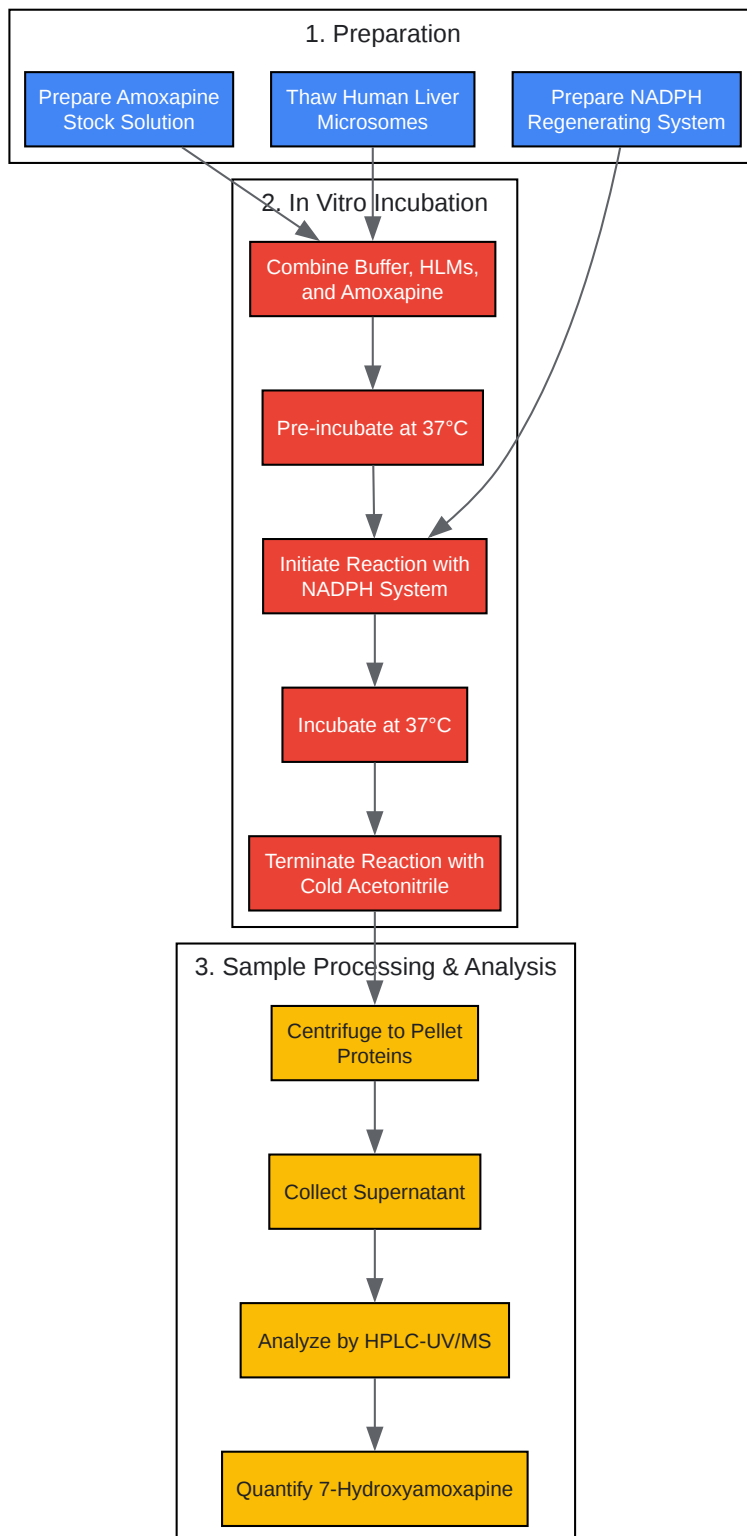 1. Preparation
Prepare Amoxapine
Stock Solution
Thaw Human Liver
Microsomes
Prepare NADPH
Regenerating System
2. In Vitro Incubation
Combine Buffer, HLMs,
and Amoxapine
Pre-incubate at 37°C
Initiate Reaction with
NADPH System
Incubate at 37°C
Terminate Reaction with
Cold Acetonitrile
3. Sample Processing & Analysis
Centrifuge to Pellet
Proteins
Collect Supernatant
Analyze by HPLC-UV/MS
Quantify 7-Hydroxyamoxapine